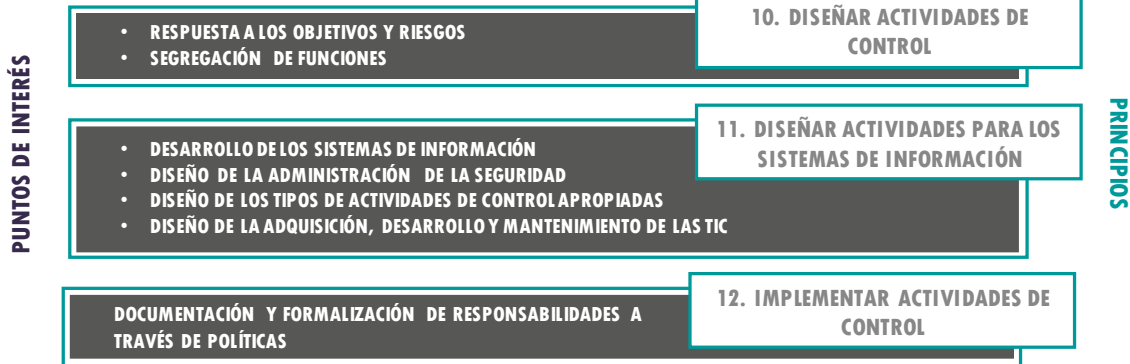 PUNTOS DE INTERÉS
10. DISEÑAR ACTIVIDADES DE
CONTROL
• RESPUESTA A LOS OBJETIVOS Y RIESGOS
• SEGREGACIÓN DE FUNCIONES
11. DISEÑAR ACTIVIDADES PARA LOS
SISTEMAS DE INFORMACIÓN
• DESARROLLO DE LOS SISTEMAS DE INFORMACIÓN
• DISEÑO DE LA ADMINISTRACIÓN DE LA SEGURIDAD
• DISEÑO DE LOS TIPOS DE ACTIVIDADES DE CONTROL APROPIADAS
• DISEÑO DE LA ADQUISICIÓN, DESARROLLO Y MANTENIMIENTO DE LAS TIC
12. IMPLEMENTAR ACTIVIDADES DE
CONTROL
DOCUMENTACIÓN Y FORMALIZACIÓN DE RESPONSABILIDADES A
TRAVÉS DE POLÍTICAS
PRINCIPIOS